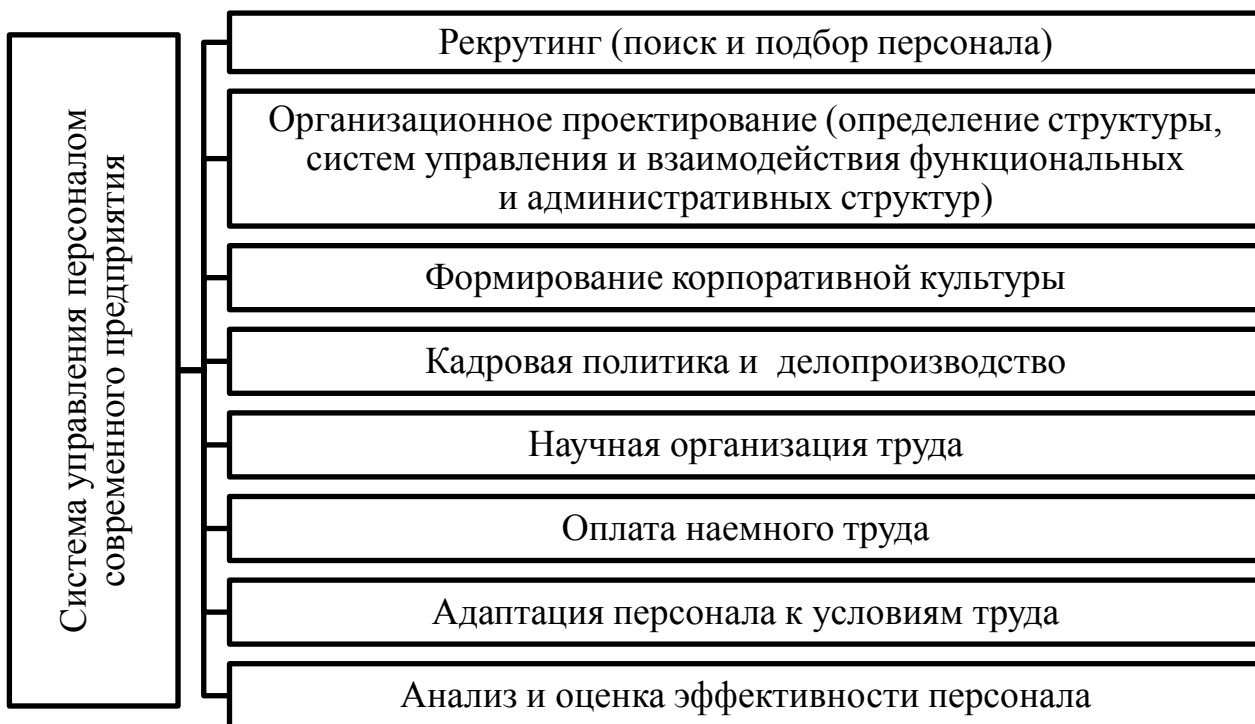 Система управления персоналом
современного предприятия
Рекрутинг (поиск и подбор персонала)
Организационное проектирование (определение структуры,
систем управления и взаимодействия функциональных
и административных структур)
Формирование корпоративной культуры
Кадровая политика и  делопроизводство
Научная организация труда
Оплата наемного труда
Адаптация персонала к условиям труда
Анализ и оценка эффективности персонала